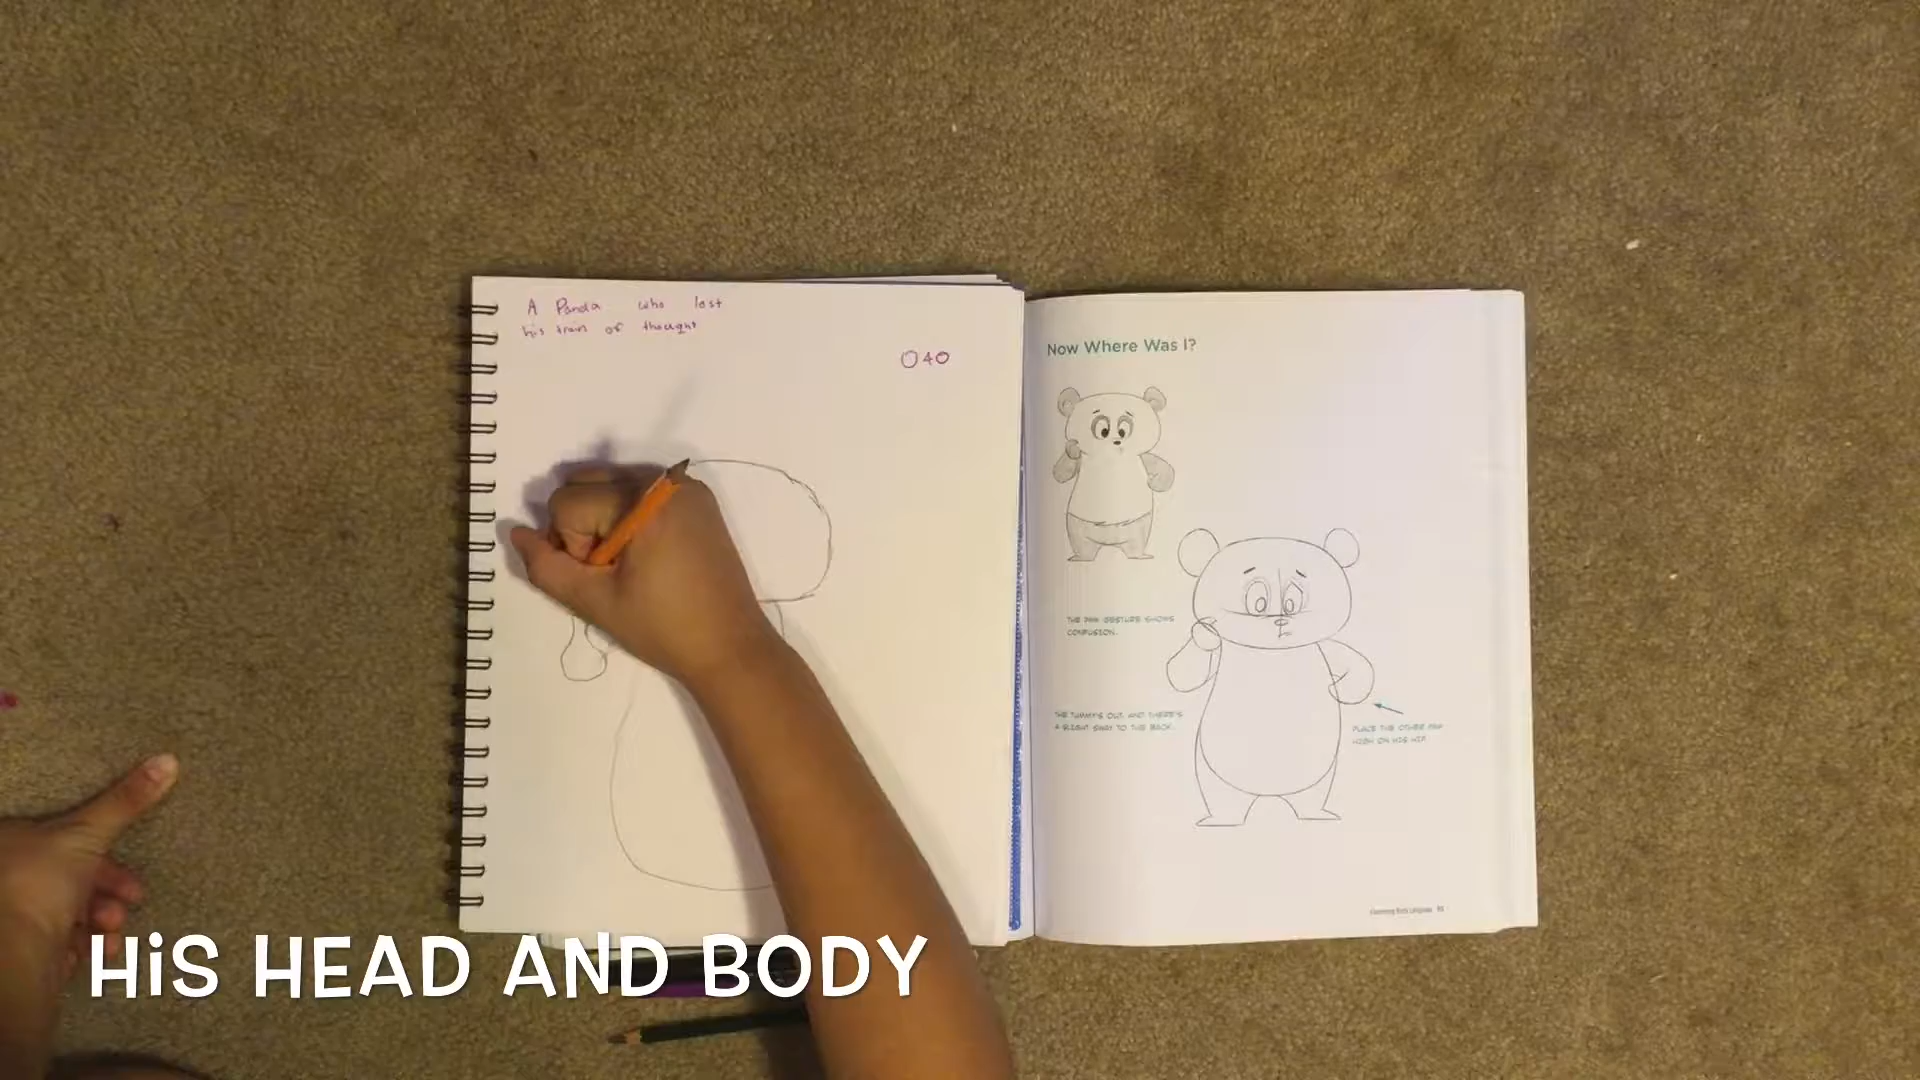 A Panda who lost
his train of thought
040
Now Where Was I?
THE PAW GESTURE SHOWS
CONFUSION.
THE TUMMY'S OUT, AND THERE'S
A SLIGHT SWAY TO THE BACK.
PLACE THE OTHER PAW
HIGH ON HIS HIP.
HiS HEAD AND BODY